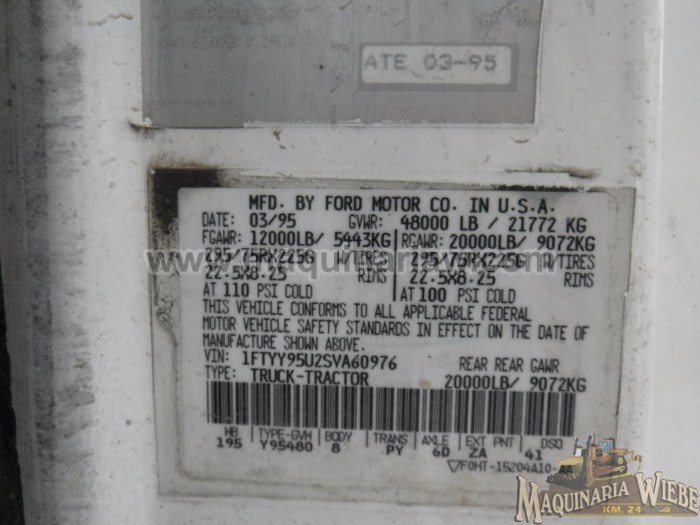 ATE 03-95
MFD. BY FORD MOTOR CO. IN U.S.A.
DATE: 03/95 GVWR: 48000 LB / 21772 KG
FGAWR: 12000LB/ 5443KG RGAWR: 20000LB/ 9072KG
295/75RX225G W/TIRES 295/75RX225G W/TIRES
22.5X8.25 RIMS 22.5X8.25 RIMS
AT 110 PSI COLD AT 100 PSI COLD
THIS VEHICLE CONFORMS TO ALL APPLICABLE FEDERAL
MOTOR VEHICLE SAFETY STANDARDS IN EFFECT ON THE DATE OF
MANUFACTURE SHOWN ABOVE.
VIN: 1FTYY95U2SVA60976 REAR REAR GAWR
TYPE: TRUCK-TRACTOR 20000LB/ 9072KG
WB TYPE-GVW BODY TRANS AXLE EXT PNT DSO
195 Y95480 8 PY 6D ZA 41
F0HT-15204A10
MAQUINARIA WIEBE
KM. 24